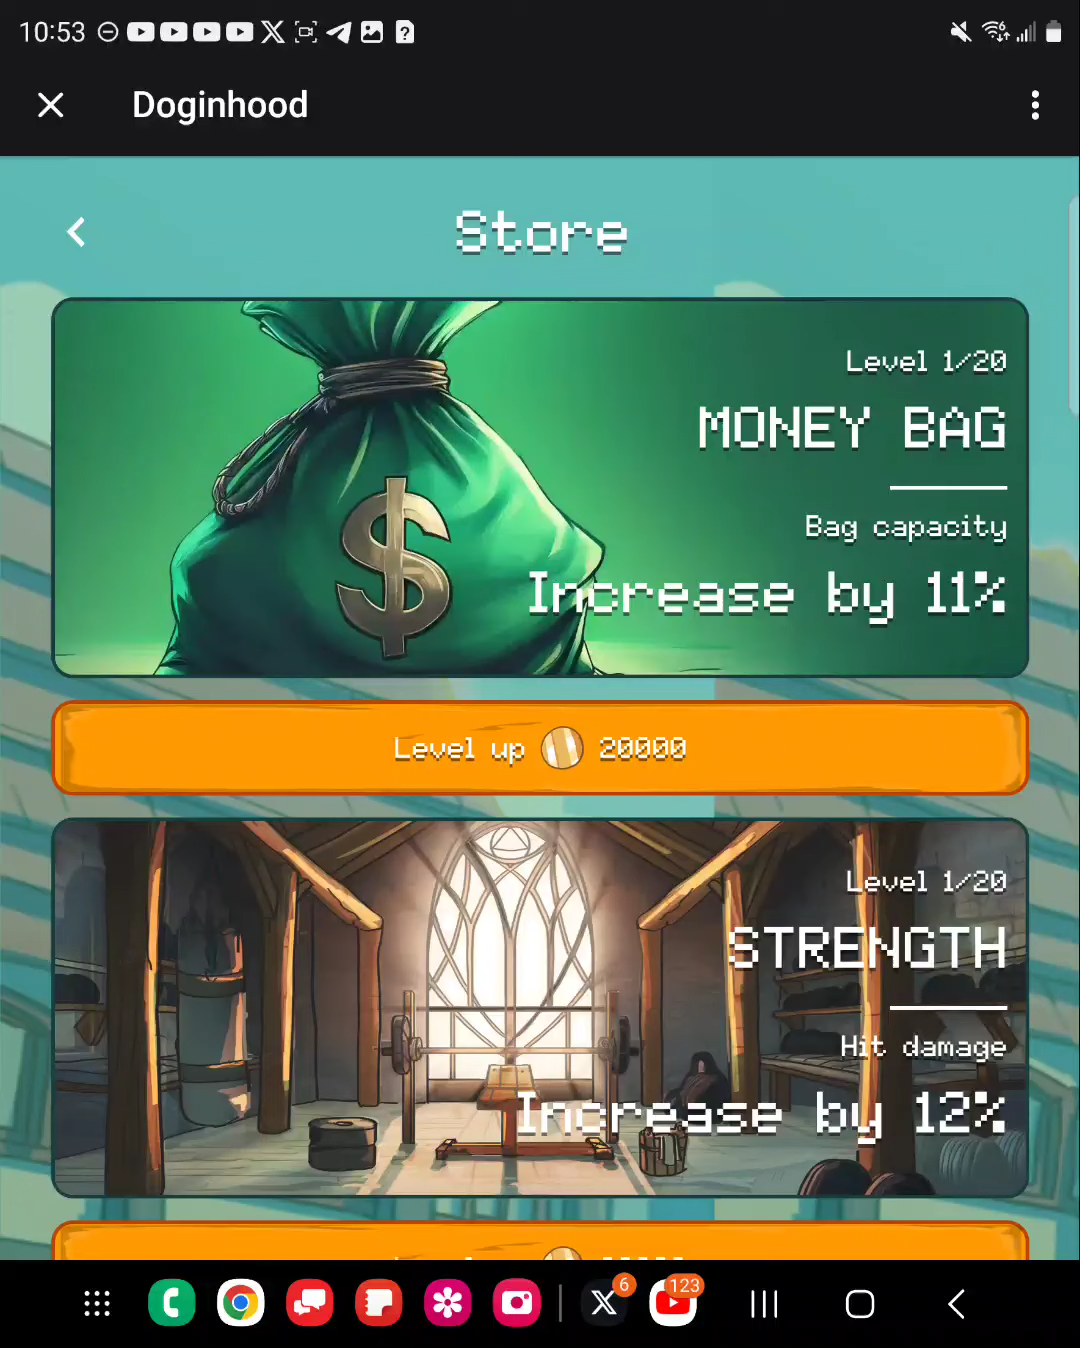 10:53
Doginhood
Store
Level 1/20
MONEY BAG
Bag capacity
Increase by 11%
Level up 20000
Level 1/20
STRENGTH
Hit damage
Increase by 12%
6
123